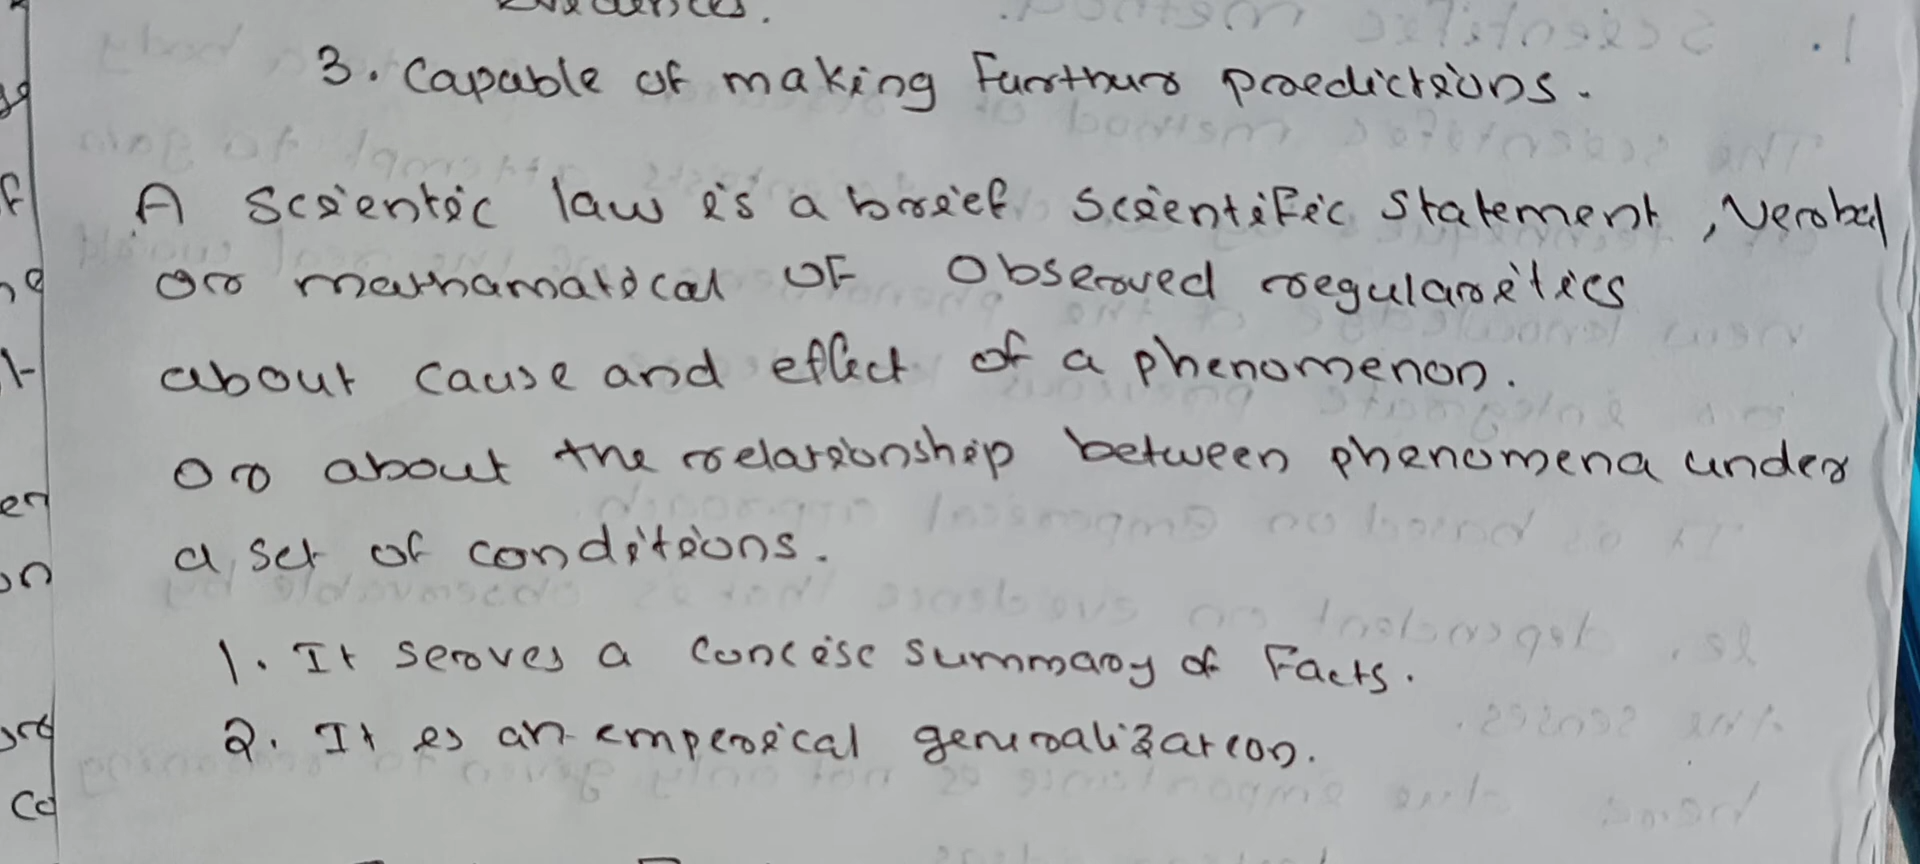 3. Capable of making Further predictions.
A Scientic law is a brief Scientific Statement, Verbal
or mathamatical OF Observed regularities
about cause and effect of a phenomenon.
Or about the relationship between phenomena under
a set of conditions.
1. It serves a Concise Summary of Facts.
2. It is an emperical generalization.